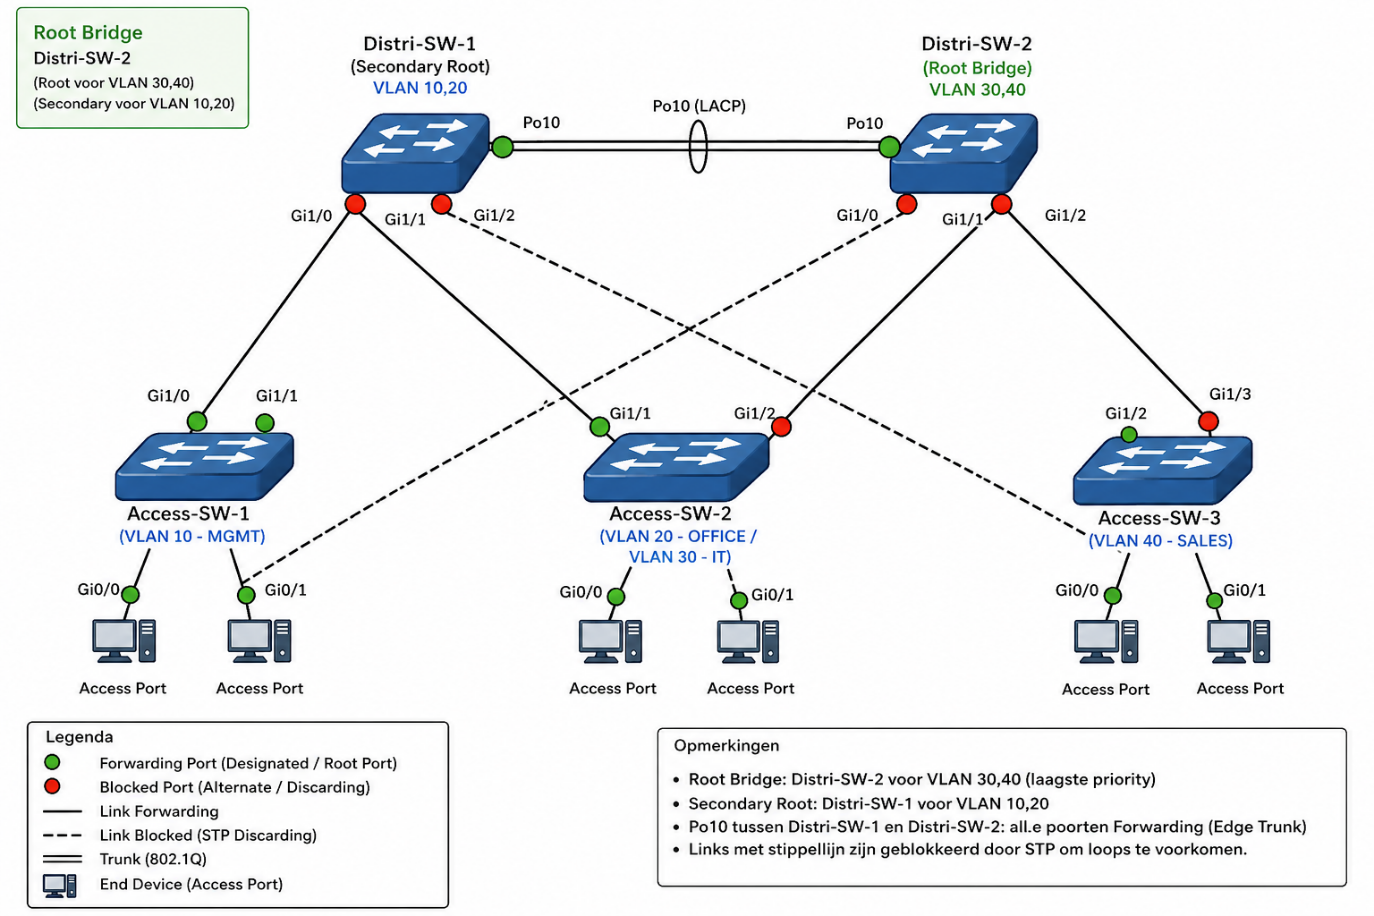 Root Bridge
Distri-SW-2
(Root voor VLAN 30,40)
(Secondary voor VLAN 10,20)
Distri-SW-1
(Secondary Root)
VLAN 10,20
Distri-SW-2
(Root Bridge)
VLAN 30,40
Po10 (LACP)
Po10
Po10
Gi1/0
Gi1/1
Gi1/2
Gi1/0
Gi1/1
Gi1/2
Gi1/0
Gi1/1
Gi1/1
Gi1/2
Gi1/2
Gi1/3
Access-SW-1
(VLAN 10 - MGMT)
Access-SW-2
(VLAN 20 - OFFICE /
VLAN 30 - IT)
Access-SW-3
(VLAN 40 - SALES)
Gi0/0
Gi0/1
Gi0/0
Gi0/1
Gi0/0
Gi0/1
Access Port
Access Port
Access Port
Access Port
Access Port
Access Port
Legenda
Forwarding Port (Designated / Root Port)
Blocked Port (Alternate / Discarding)
Link Forwarding
Link Blocked (STP Discarding)
Trunk (802.1Q)
End Device (Access Port)
Opmerkingen
• Root Bridge: Distri-SW-2 voor VLAN 30,40 (laagste priority)
• Secondary Root: Distri-SW-1 voor VLAN 10,20
• Po10 tussen Distri-SW-1 en Distri-SW-2: all.e poorten Forwarding (Edge Trunk)
• Links met stippellijn zijn geblokkeerd door STP om loops te voorkomen.